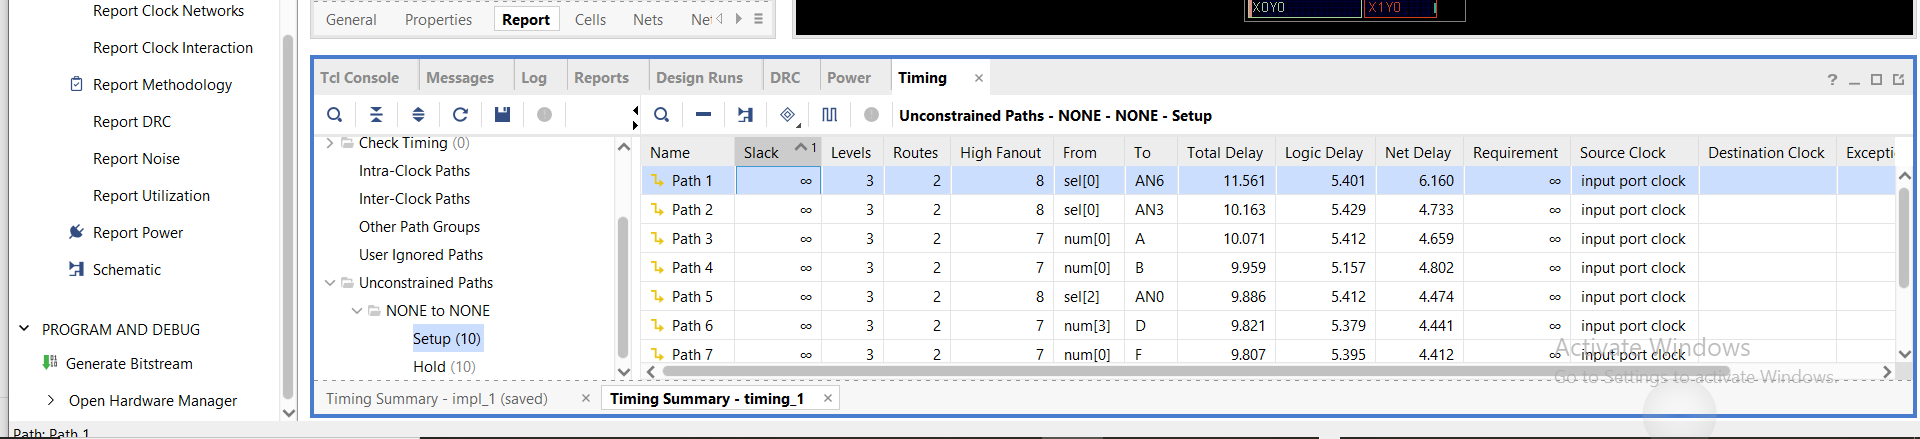 Report Clock Networks
Report Clock Interaction
Report Methodology
Report DRC
Report Noise
Report Utilization
Report Power
Schematic
PROGRAM AND DEBUG
Generate Bitstream
Open Hardware Manager
Path: Path 1
General Properties Report Cells Nets Net
X0Y0 X1Y0
Tcl Console Messages Log Reports Design Runs DRC Power Timing ×
?
Unconstrained Paths - NONE - NONE - Setup
Check Timing (0)
Intra-Clock Paths
Inter-Clock Paths
Other Path Groups
User Ignored Paths
Unconstrained Paths
NONE to NONE
Setup (10)
Hold (10)
Name Slack 1 Levels Routes High Fanout From To Total Delay Logic Delay Net Delay Requirement Source Clock Destination Clock Excepti
Path 1 ∞ 3 2 8 sel[0] AN6 11.561 5.401 6.160 ∞ input port clock
Path 2 ∞ 3 2 8 sel[0] AN3 10.163 5.429 4.733 ∞ input port clock
Path 3 ∞ 3 2 7 num[0] A 10.071 5.412 4.659 ∞ input port clock
Path 4 ∞ 3 2 7 num[0] B 9.959 5.157 4.802 ∞ input port clock
Path 5 ∞ 3 2 8 sel[2] AN0 9.886 5.412 4.474 ∞ input port clock
Path 6 ∞ 3 2 7 num[3] D 9.821 5.379 4.441 ∞ input port clock
Path 7 ∞ 3 2 7 num[0] F 9.807 5.395 4.412 ∞ input port clock
Activate Windows
Go to Settings to activate Windows.
Timing Summary - impl_1 (saved) × Timing Summary - timing_1 ×